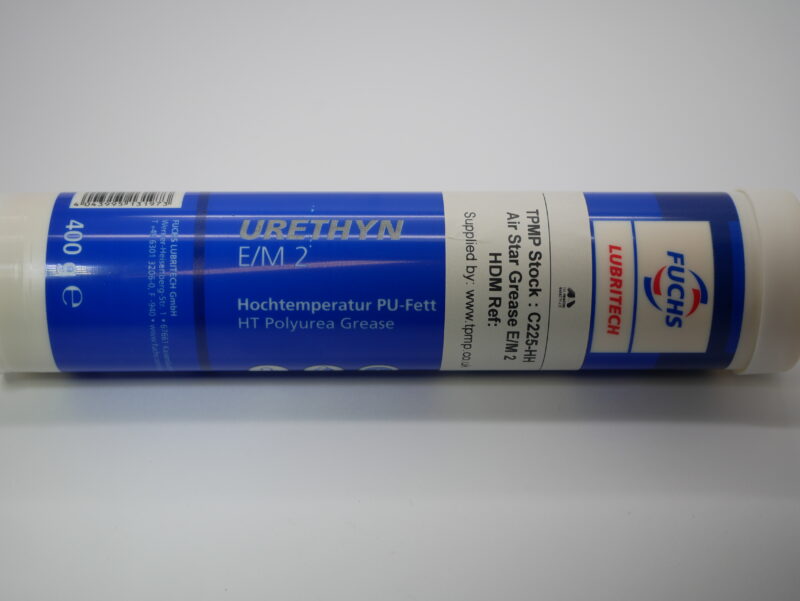 4043995913197
400 g e
FUCHS LUBRITECH GmbH
URETHYN
E/M 2
Hochtemperatur PU-Fett
HT Polyurea Grease
TPMP Stock : C225-HH
Air Star Grease E/M 2
HDM Ref:
Supplied by: www.tpmp.co.uk
FUCHS
LUBRITECH